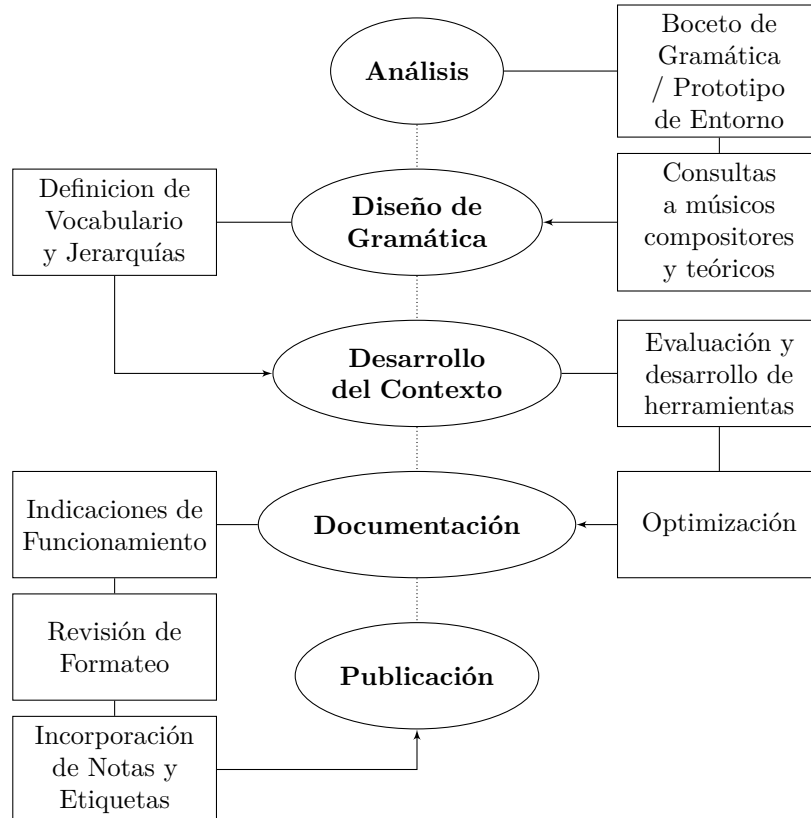 Análisis
Boceto de
Gramática
/ Prototipo
de Entorno
Consultas
a músicos
compositores
y teóricos
Diseño de
Gramática
Definicion de
Vocabulario
y Jerarquías
Desarrollo
del Contexto
Evaluación y
desarrollo de
herramientas
Optimización
Documentación
Indicaciones de
Funcionamiento
Revisión de
Formateo
Incorporación
de Notas y
Etiquetas
Publicación